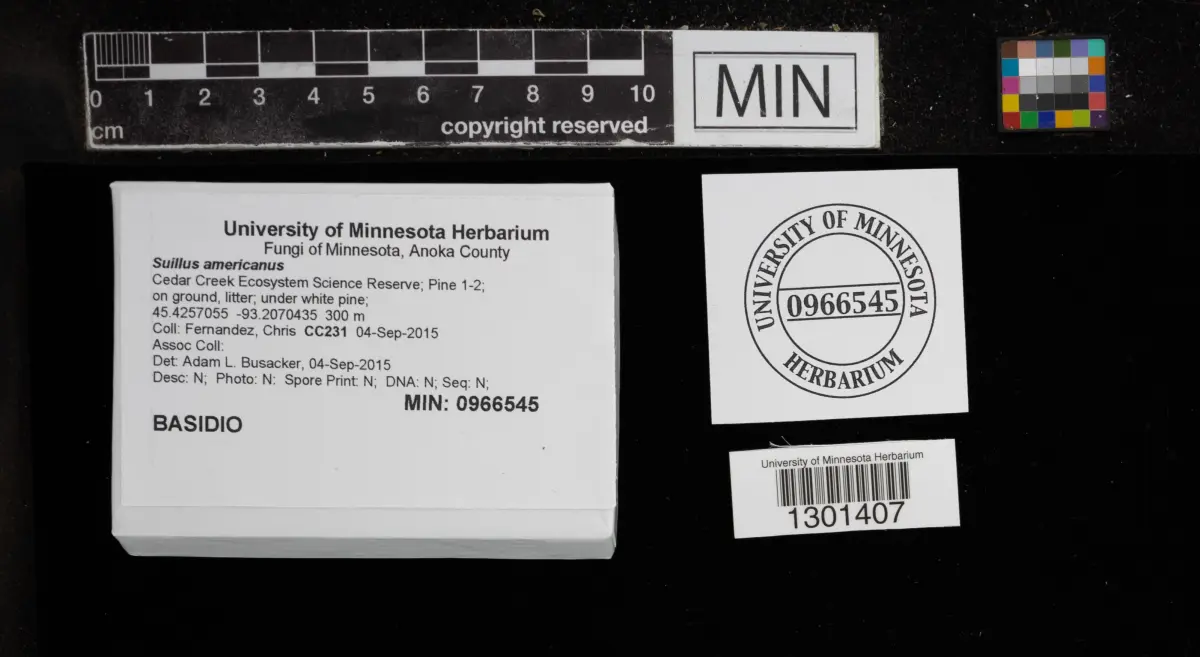 0 1 2 3 4 5 6 7 8 9 10
cm
copyright reserved
MIN
University of Minnesota Herbarium
Fungi of Minnesota, Anoka County
Suillus americanus
Cedar Creek Ecosystem Science Reserve; Pine 1-2;
on ground, litter; under white pine;
45.4257055 -93.2070435 300 m
Coll: Fernandez, Chris CC231 04-Sep-2015
Assoc Coll:
Det: Adam L. Busacker, 04-Sep-2015
Desc: N; Photo: N: Spore Print: N; DNA: N; Seq: N;
MIN: 0966545
BASIDIO
UNIVERSITY OF MINNESOTA
0966545
HERBARIUM
University of Minnesota Herbarium
1301407